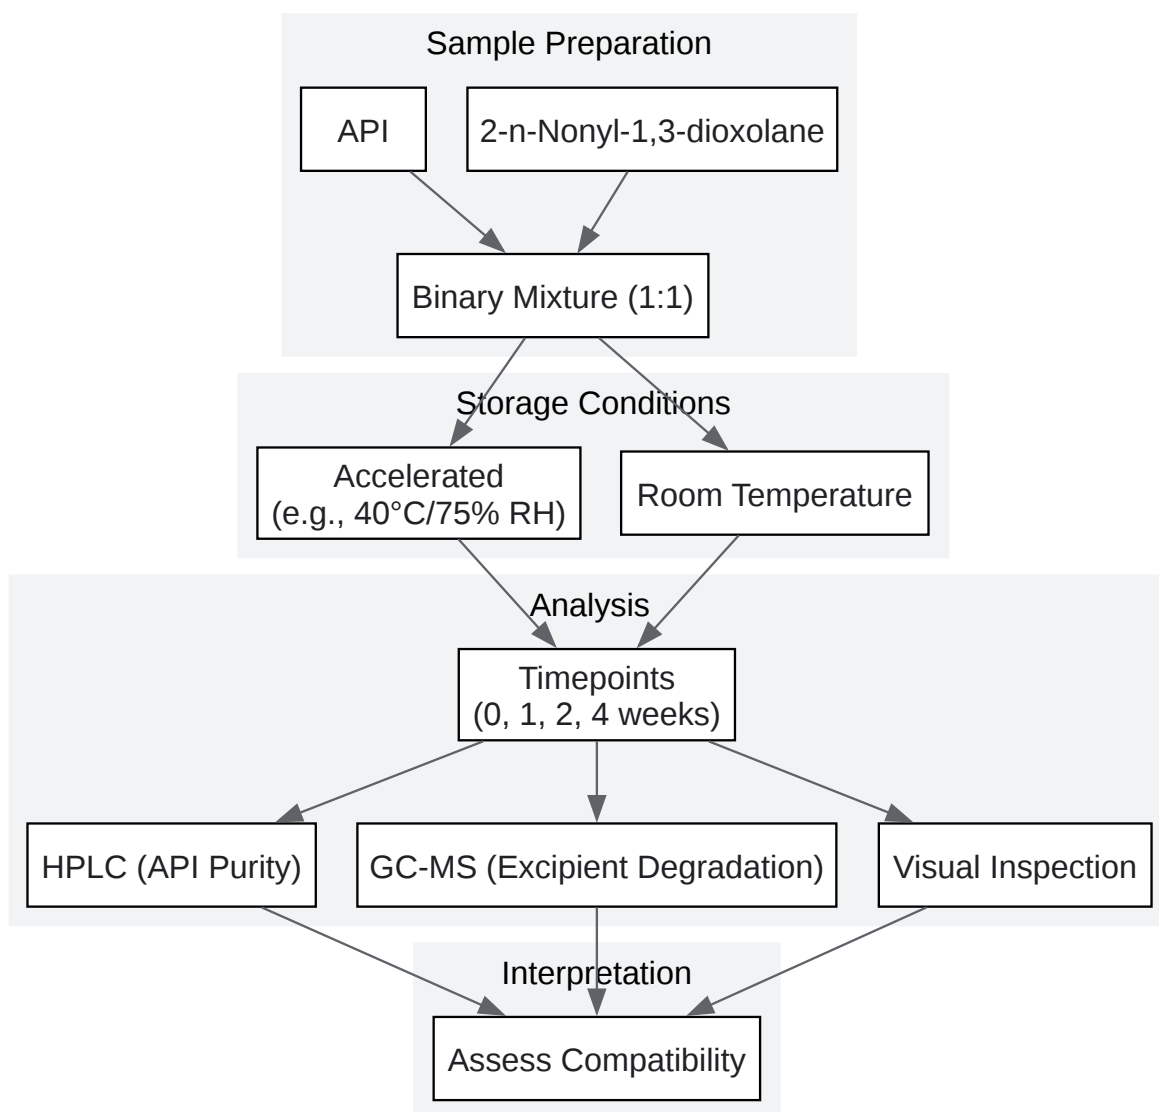 Sample Preparation
API
2-n-Nonyl-1,3-dioxolane
Binary Mixture (1:1)
Storage Conditions
Accelerated
(e.g., 40°C/75% RH)
Room Temperature
Analysis
Timepoints
(0, 1, 2, 4 weeks)
HPLC (API Purity)
GC-MS (Excipient Degradation)
Visual Inspection
Interpretation
Assess Compatibility